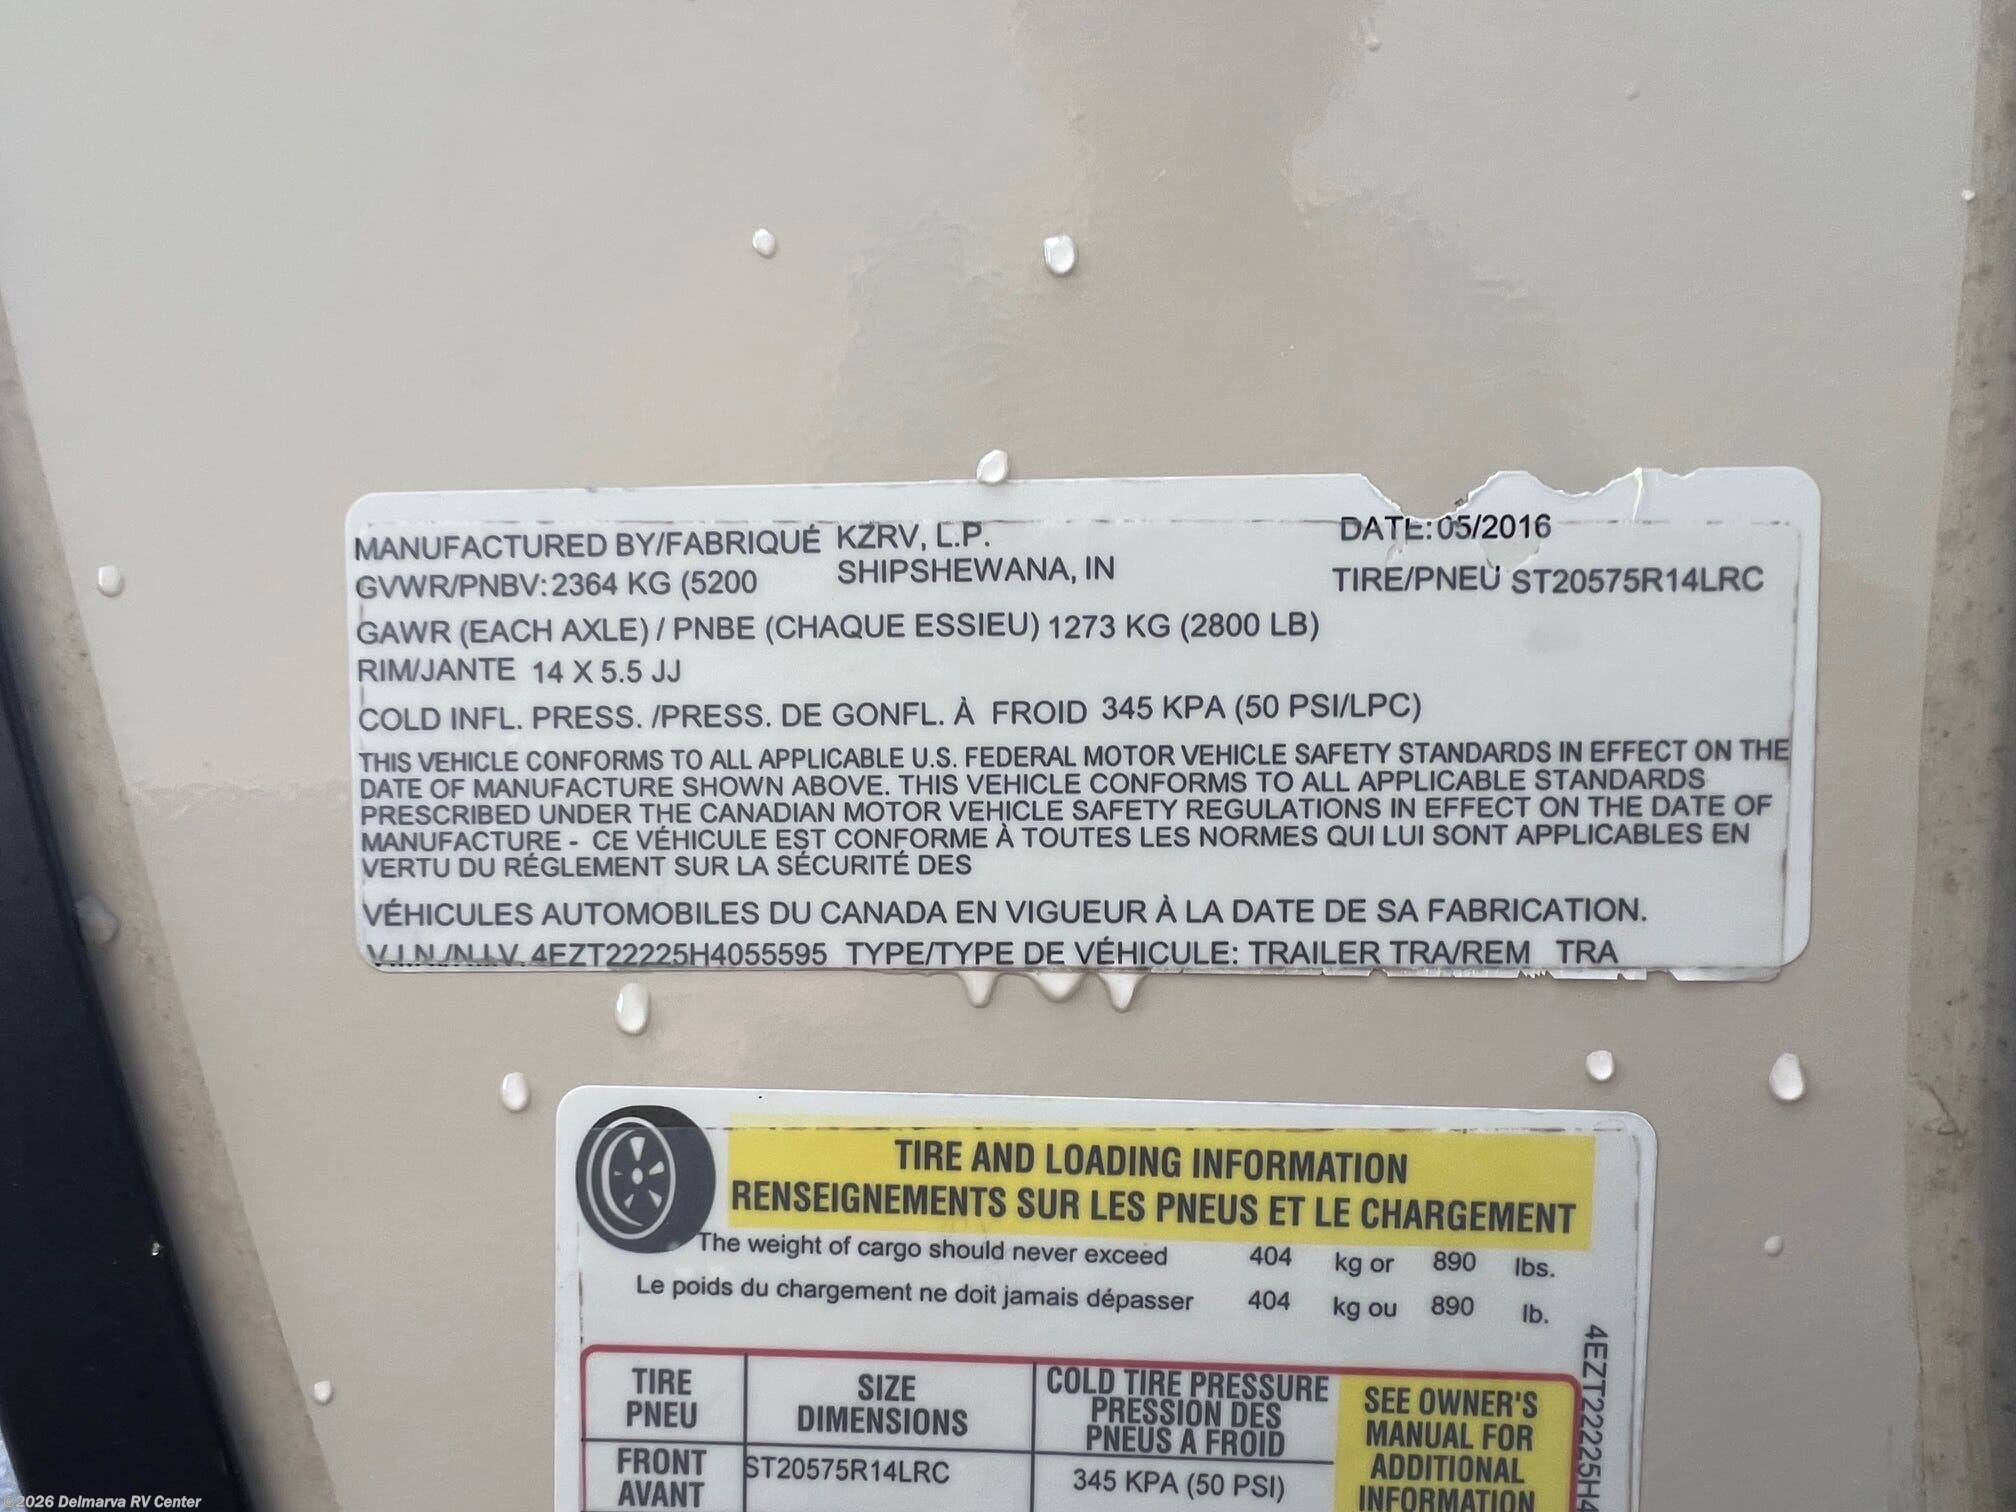 MANUFACTURED BY/FABRIQUÉ KZRV, L.P. DATE: 05/2016
GVWR/PNBV: 2364 KG (5200 SHIPSHEWANA, IN TIRE/PNEU ST20575R14LRC
GAWR (EACH AXLE) / PNBE (CHAQUE ESSIEU) 1273 KG (2800 LB)
RIM/JANTE 14 X 5.5 JJ
COLD INFL. PRESS. /PRESS. DE GONFL. À FROID 345 KPA (50 PSI/LPC)
THIS VEHICLE CONFORMS TO ALL APPLICABLE U.S. FEDERAL MOTOR VEHICLE SAFETY STANDARDS IN EFFECT ON THE
DATE OF MANUFACTURE SHOWN ABOVE. THIS VEHICLE CONFORMS TO ALL APPLICABLE STANDARDS
PRESCRIBED UNDER THE CANADIAN MOTOR VEHICLE SAFETY REGULATIONS IN EFFECT ON THE DATE OF
MANUFACTURE - CE VÉHICULE EST CONFORME À TOUTES LES NORMES QUI LUI SONT APPLICABLES EN
VERTU DU RÉGLEMENT SUR LA SÉCURITÉ DES
VÉHICULES AUTOMOBILES DU CANADA EN VIGUEUR À LA DATE DE SA FABRICATION.
V.I.N./N.I.V. 4EZT22225H4055595 TYPE/TYPE DE VÉHICULE: TRAILER TRA/REM TRA
TIRE AND LOADING INFORMATION
RENSEIGNEMENTS SUR LES PNEUS ET LE CHARGEMENT
The weight of cargo should never exceed 404 kg or 890 lbs.
Le poids du chargement ne doit jamais dépasser 404 kg ou 890 lb.
TIRE
PNEU
SIZE
DIMENSIONS
COLD TIRE PRESSURE
PRESSION DES
PNEUS A FROID
SEE OWNER'S
MANUAL FOR
ADDITIONAL
INFORMATION
FRONT
AVANT
ST20575R14LRC
345 KPA (50 PSI)
4EZT22225H4
©2026 Delmarva RV Center